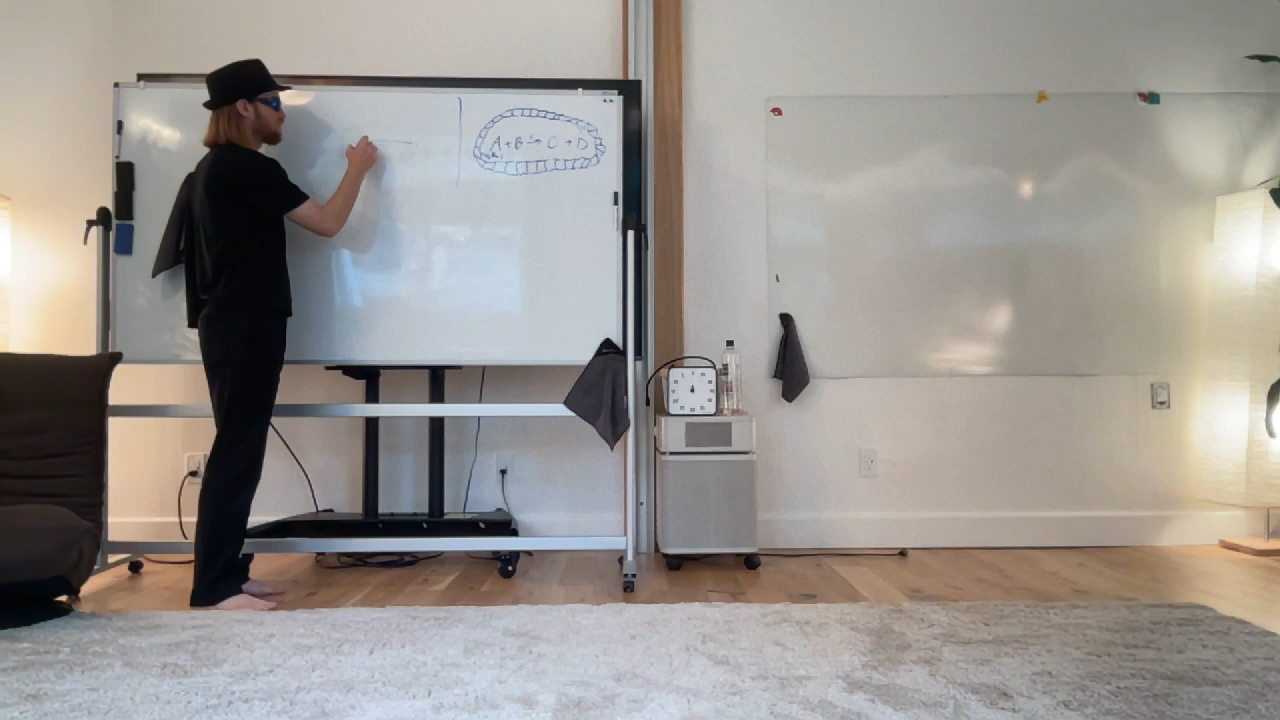 A + B → C + D